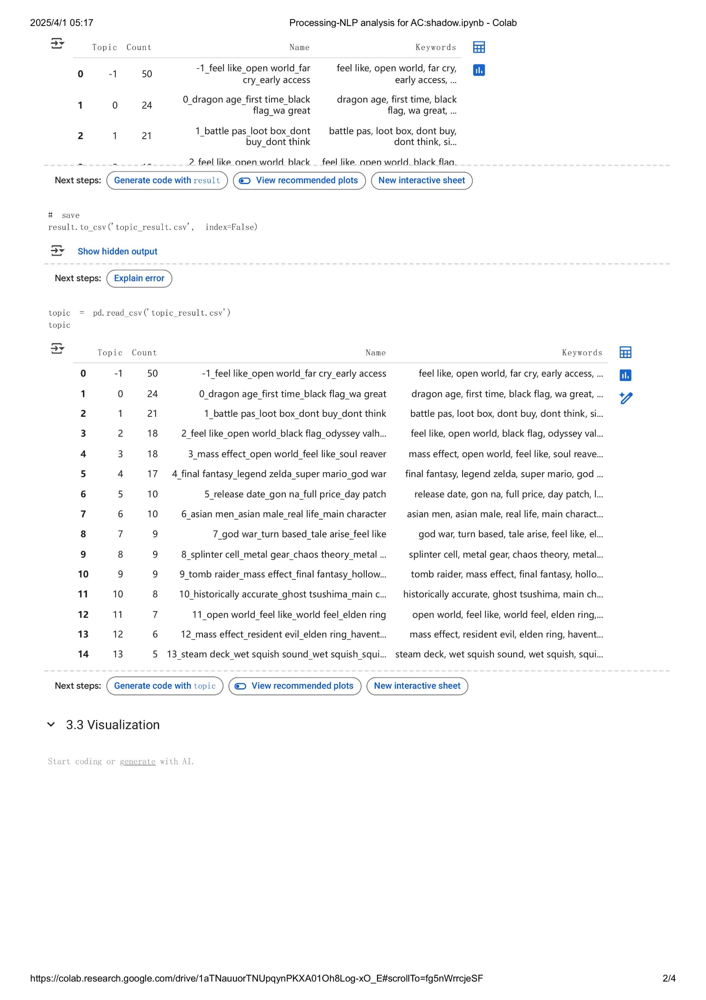 2025/4/1 05:17 Processing-NLP analysis for AC:shadow.ipynb - Colab
Topic Count Name Keywords
0 -1 50 -1_feel like_open world_far cry_early access feel like, open world, far cry, early access, ...
1 0 24 0_dragon age_first time_black flag_wa great dragon age, first time, black flag, wa great, ...
2 1 21 1_battle pas_loot box_dont buy_dont think battle pas, loot box, dont buy, dont think, si...
2_feel like_open world_black feel like, open world, black flag,
Next steps: Generate code with result View recommended plots New interactive sheet
# save
result.to_csv('topic_result.csv', index=False)
Show hidden output
Next steps: Explain error
topic = pd.read_csv('topic_result.csv')
topic
Topic Count Name Keywords
0 -1 50 -1_feel like_open world_far cry_early access feel like, open world, far cry, early access, ...
1 0 24 0_dragon age_first time_black flag_wa great dragon age, first time, black flag, wa great, ...
2 1 21 1_battle pas_loot box_dont buy_dont think battle pas, loot box, dont buy, dont think, si...
3 2 18 2_feel like_open world_black flag_odyssey valh... feel like, open world, black flag, odyssey val...
4 3 18 3_mass effect_open world_feel like_soul reaver mass effect, open world, feel like, soul reave...
5 4 17 4_final fantasy_legend zelda_super mario_god war final fantasy, legend zelda, super mario, god ...
6 5 10 5_release date_gon na_full price_day patch release date, gon na, full price, day patch, l...
7 6 10 6_asian men_asian male_real life_main character asian men, asian male, real life, main charact...
8 7 9 7_god war_turn based_tale arise_feel like god war, turn based, tale arise, feel like, el...
9 8 9 8_splinter cell_metal gear_chaos theory_metal ... splinter cell, metal gear, chaos theory, metal...
10 9 9 9_tomb raider_mass effect_final fantasy_hollow... tomb raider, mass effect, final fantasy, hollo...
11 10 8 10_historically accurate_ghost tsushima_main c... historically accurate, ghost tsushima, main ch...
12 11 7 11_open world_feel like_world feel_elden ring open world, feel like, world feel, elden ring,...
13 12 6 12_mass effect_resident evil_elden ring_havent... mass effect, resident evil, elden ring, havent...
14 13 5 13_steam deck_wet squish sound_wet squish_squi... steam deck, wet squish sound, wet squish, squi...
Next steps: Generate code with topic View recommended plots New interactive sheet
3.3 Visualization
Start coding or generate with AI.
https://colab.research.google.com/drive/1aTNauuorTNUpqynPKXA01Oh8Log-xO_E#scrollTo=fg5nWrrcjeSF 2/4